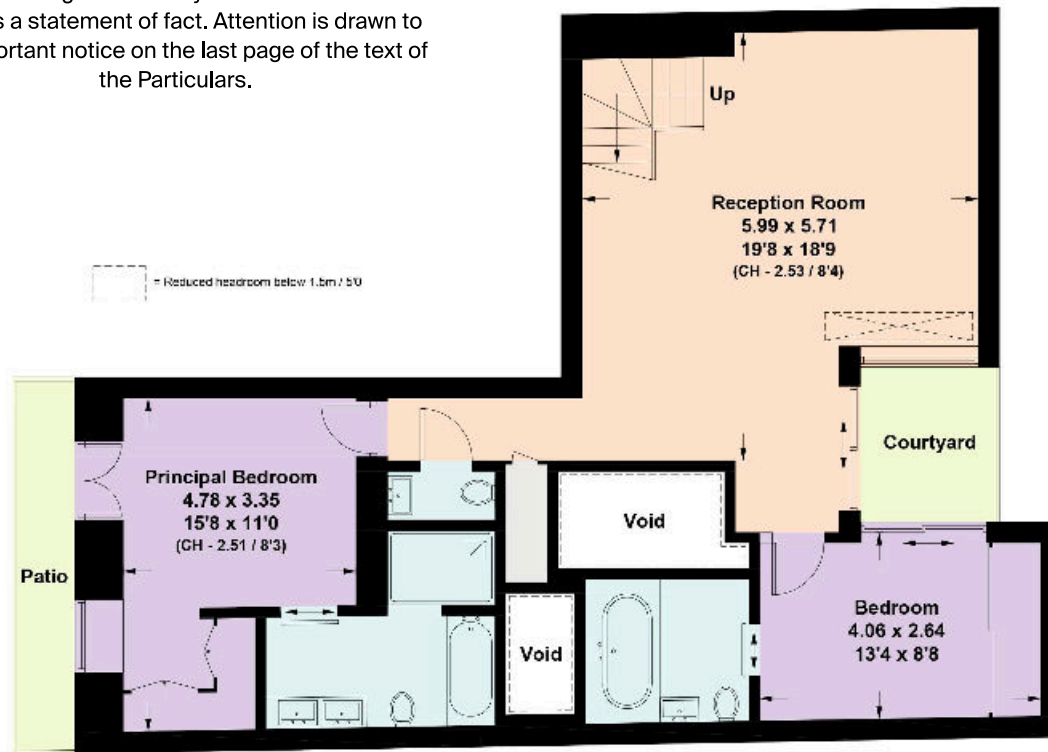 s a statement of fact. Attention is drawn to
ortant notice on the last page of the text of
the Particulars.
Up
Reception Room
5.99 x 5.71
19'8 x 18'9
(CH - 2.53 / 8'4)
= Reduced headroom below 1.5m / 5'0
Courtyard
Principal Bedroom
4.78 x 3.35
15'8 x 11'0
(CH - 2.51 / 8'3)
Void
Patio
Bedroom
4.06 x 2.64
13'4 x 8'8
Void